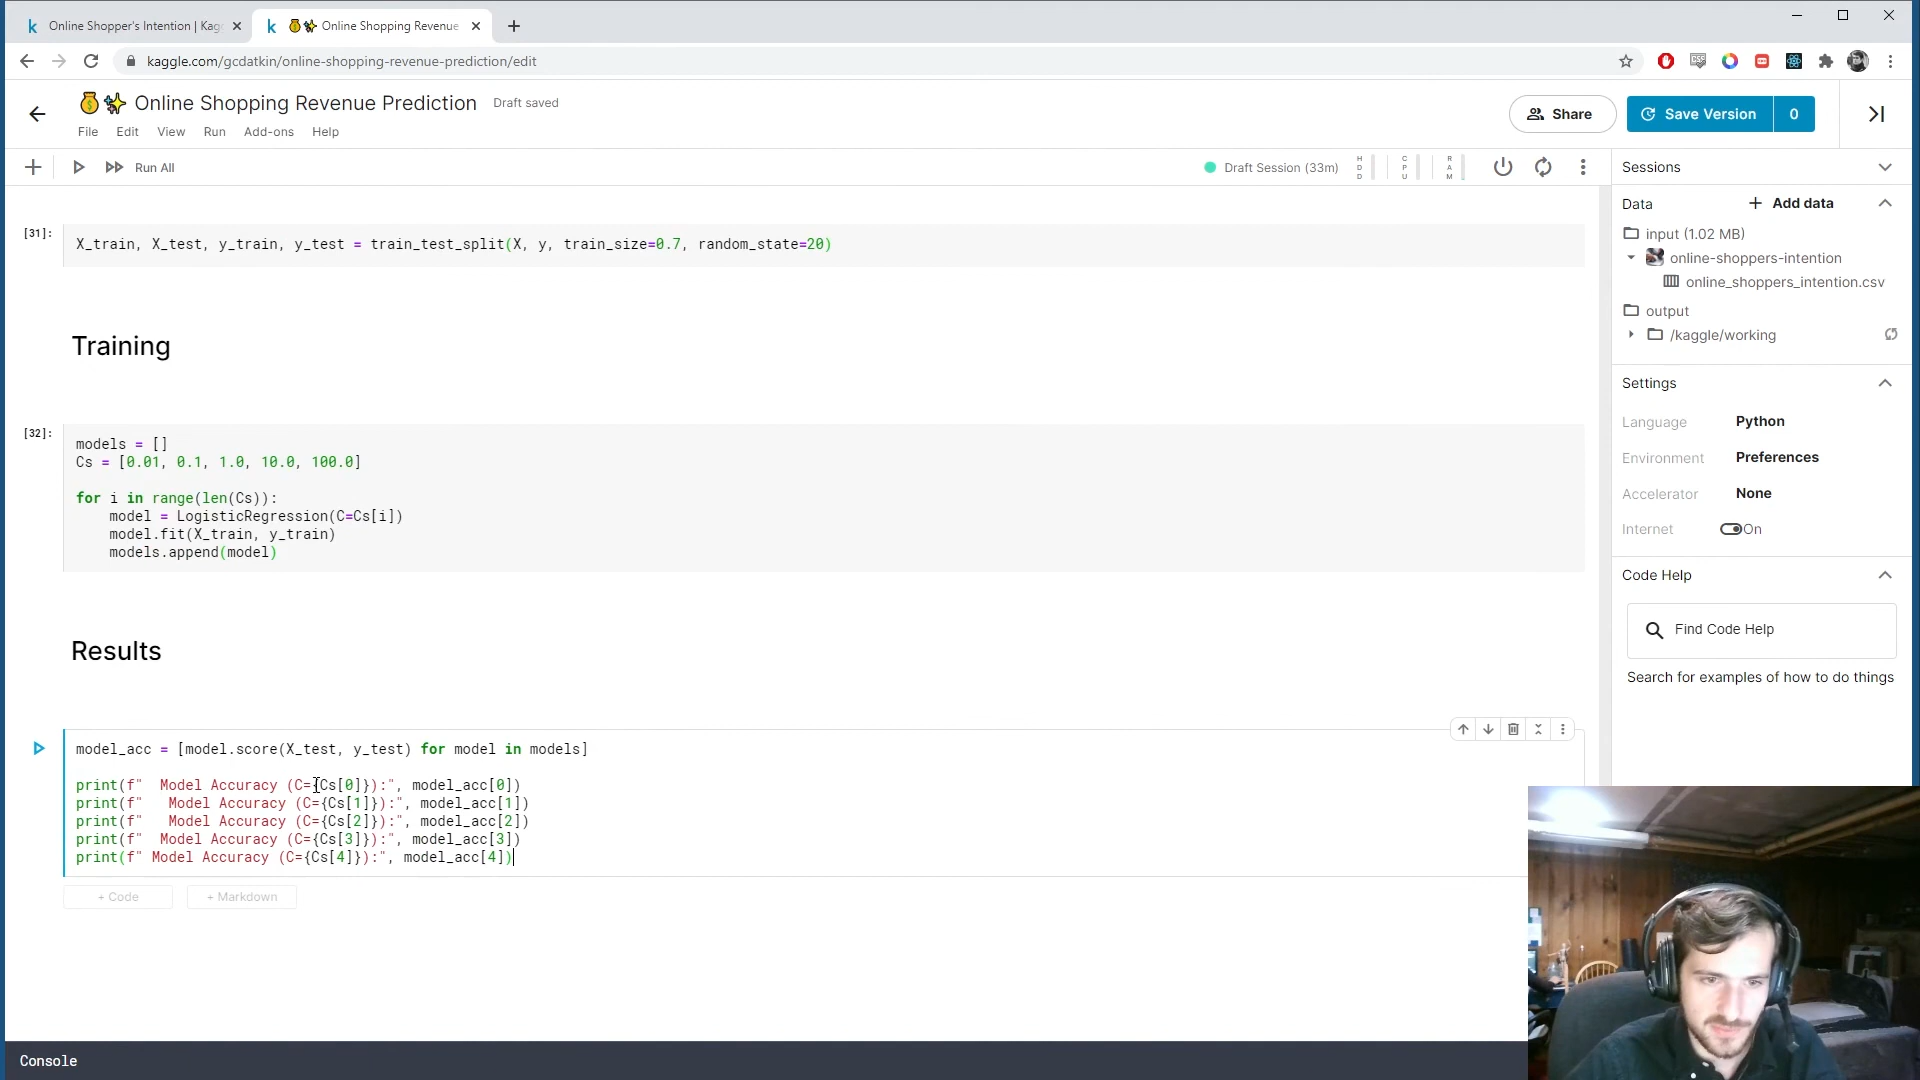 Online Shopper's Intention | Kag
Online Shopping Revenue
kaggle.com/gcdatkin/online-shopping-revenue-prediction/edit
Online Shopping Revenue Prediction
Draft saved
File Edit View Run Add-ons Help
Share
Save Version
0
Run All
Draft Session (33m)
HDD
CPU
RAM
[31]:
X_train, X_test, y_train, y_test = train_test_split(X, y, train_size=0.7, random_state=20)
Training
[32]:
models = []
Cs = [0.01, 0.1, 1.0, 10.0, 100.0]
for i in range(len(Cs)):
    model = LogisticRegression(C=Cs[i])
    model.fit(X_train, y_train)
    models.append(model)
Results
model_acc = [model.score(X_test, y_test) for model in models]
print(f"  Model Accuracy (C={Cs[0]}):", model_acc[0])
print(f"   Model Accuracy (C={Cs[1]}):", model_acc[1])
print(f"   Model Accuracy (C={Cs[2]}):", model_acc[2])
print(f"  Model Accuracy (C={Cs[3]}):", model_acc[3])
print(f" Model Accuracy (C={Cs[4]}):", model_acc[4])
+ Code
+ Markdown
Console
Sessions
Data
+ Add data
input (1.02 MB)
online-shoppers-intention
online_shoppers_intention.csv
output
/kaggle/working
Settings
Language Python
Environment Preferences
Accelerator None
Internet On
Code Help
Find Code Help
Search for examples of how to do things